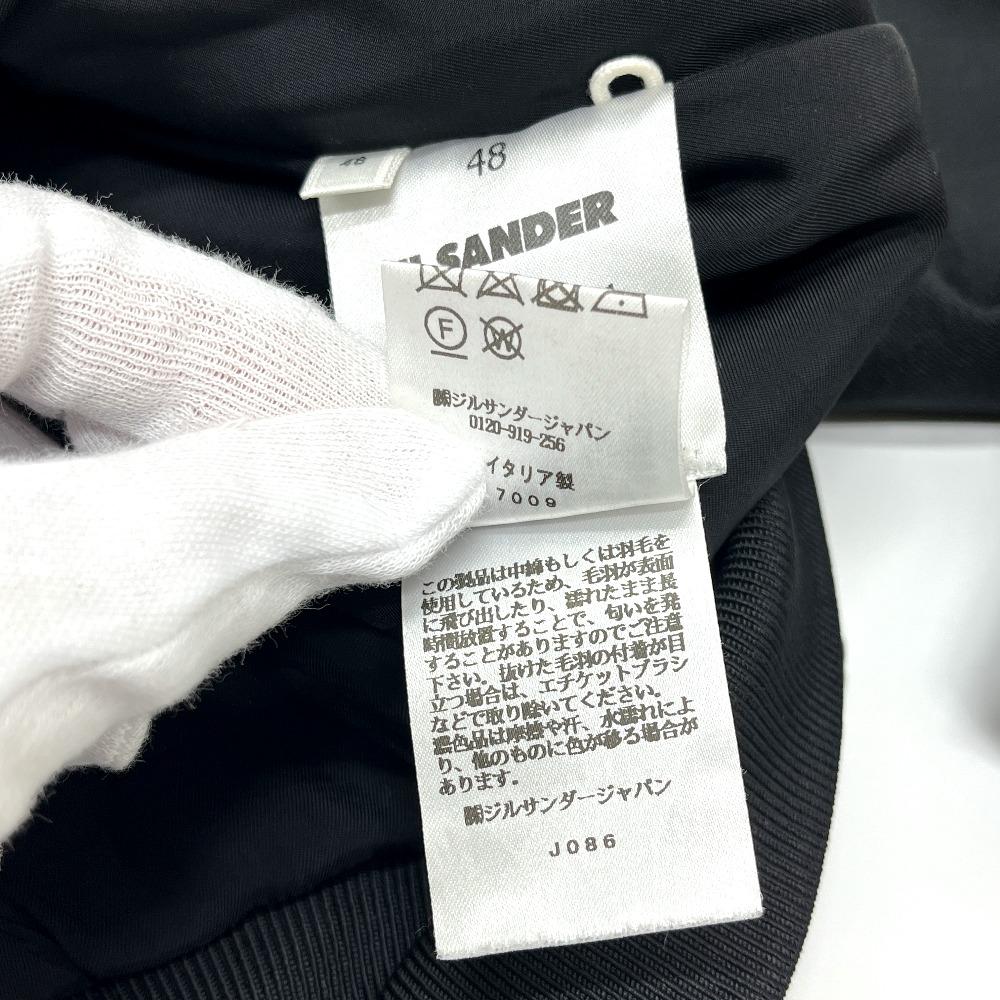 48
48
SANDER
F
W
㈱ジルサンダージャパン
0120-919-256
イタリア製
7009
この製品は中綿もしくは羽毛を
使用しているため、毛羽が表面
に飛び出したり、濡れたまま長
時間放置することで、匂いを発
することがありますのでご注意
下さい。抜けた毛羽の付着が目
立つ場合は、エチケットブラシ
などで取り除いてください。
濃色品は摩擦や汗、水濡れによ
り、他のものに色が移る場合が
あります。
㈱ジルサンダージャパン
J086